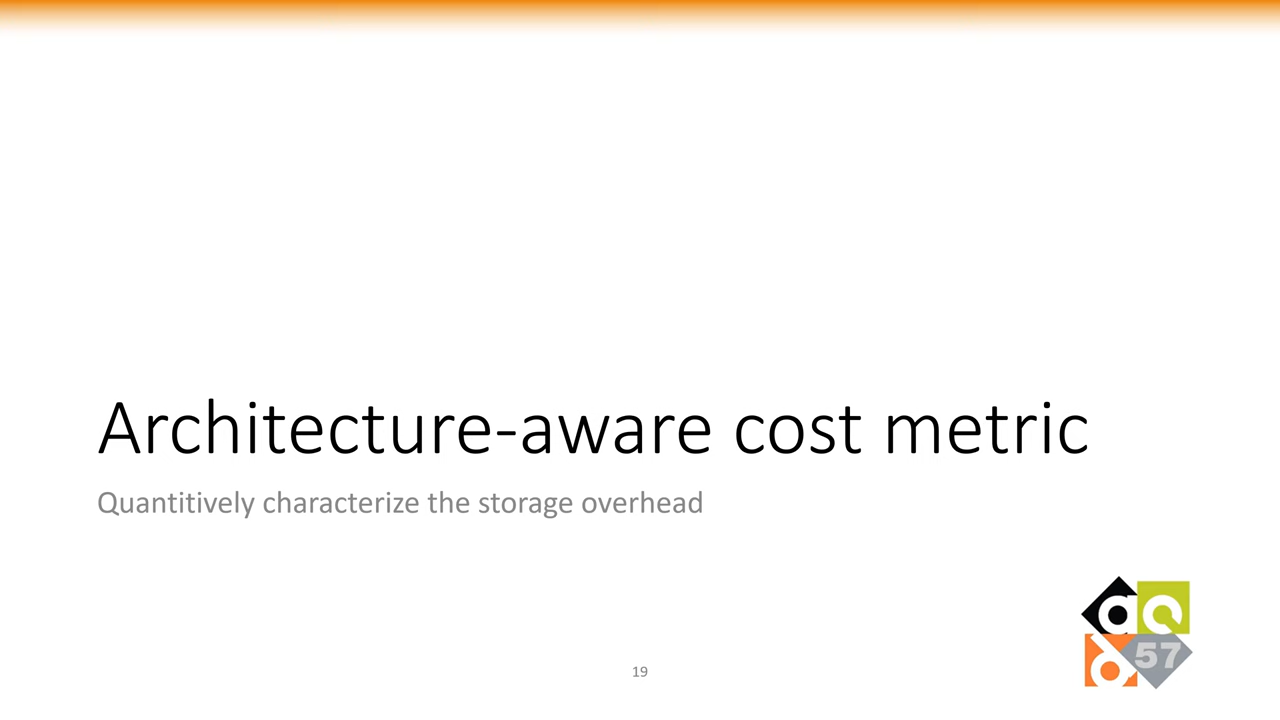 Architecture-aware cost metric
Quantitively characterize the storage overhead
19
57